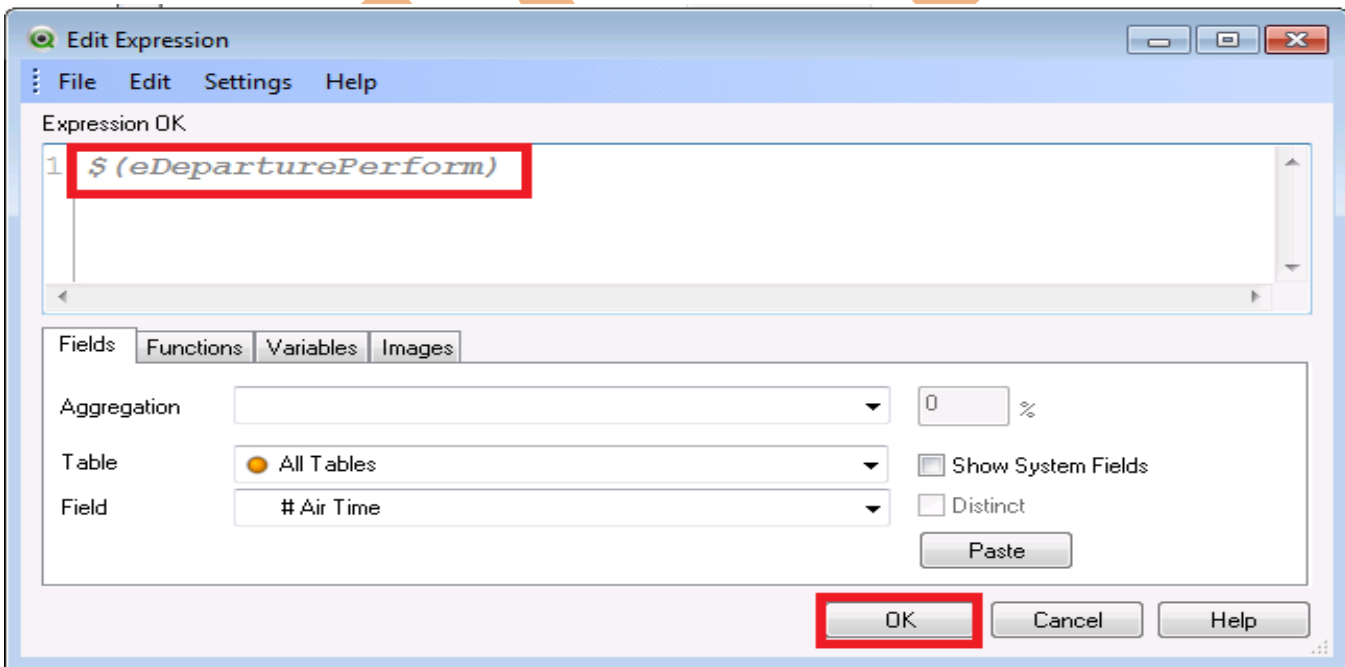 Edit Expression
File Edit Settings Help
Expression OK
1 $(eDeparturePerform)
Fields Functions Variables Images
Aggregation 0 %
Table All Tables Show System Fields
Field # Air Time Distinct
Paste
OK Cancel Help